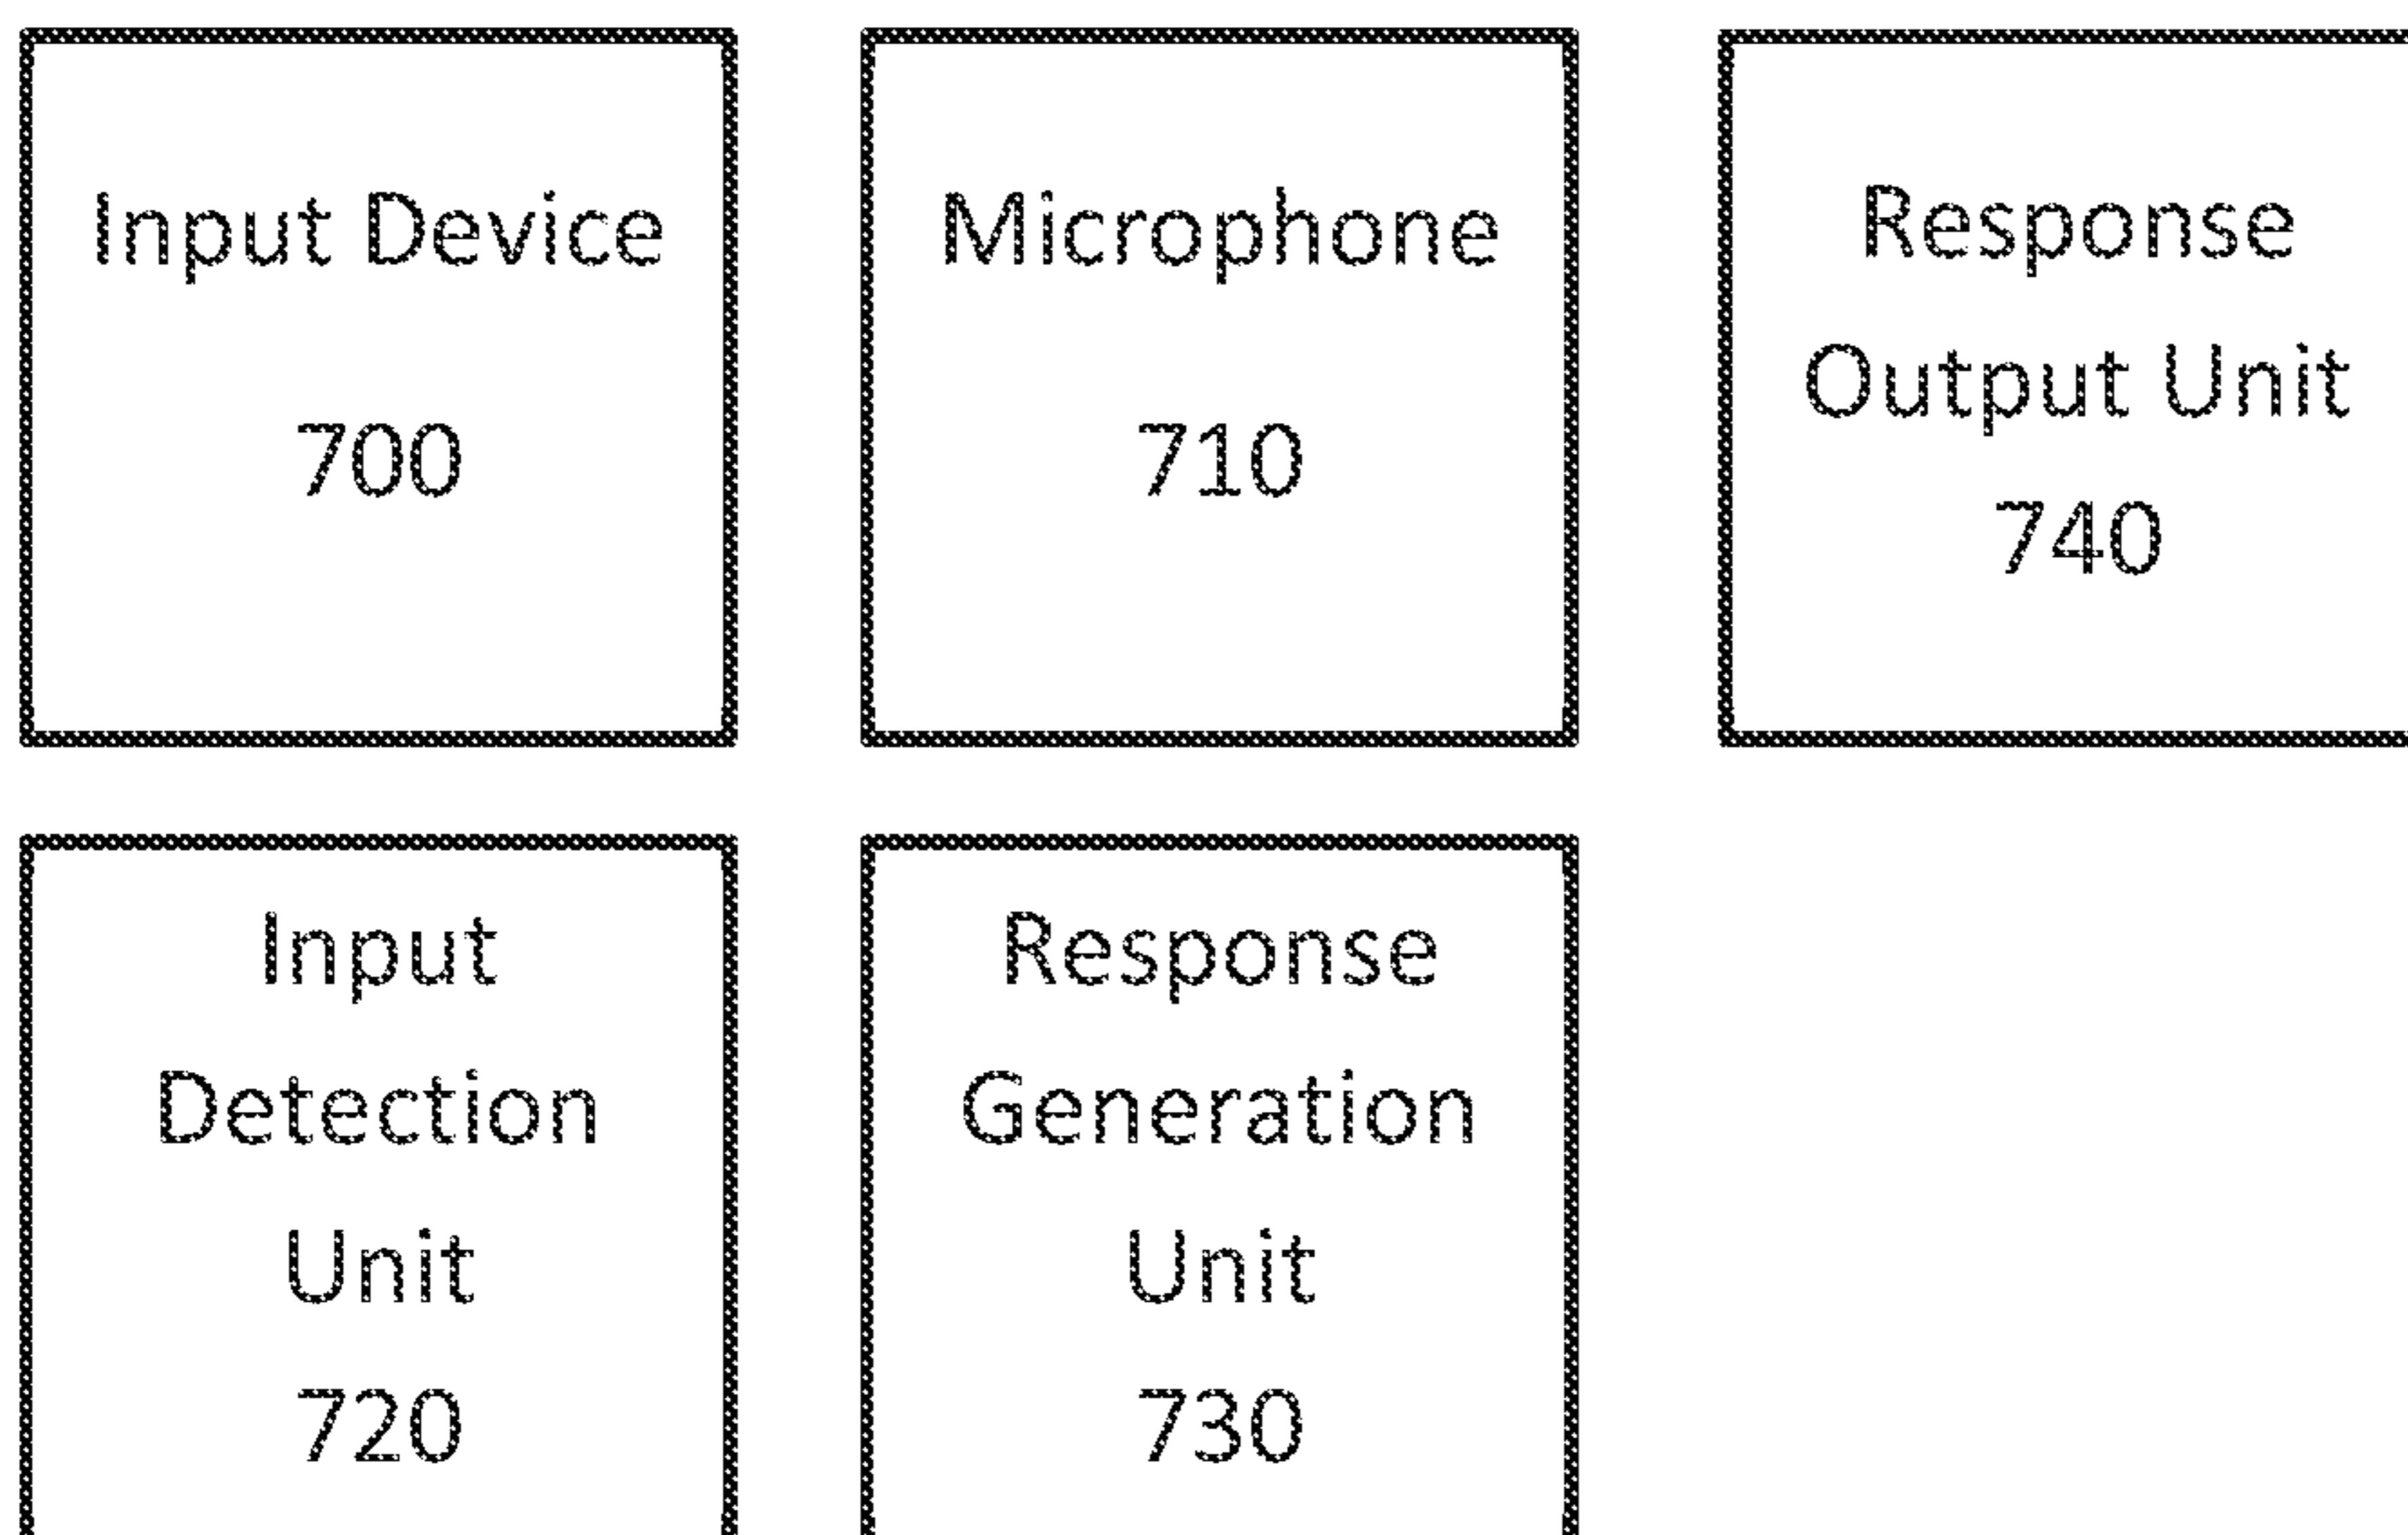 Input Device
700
Microphone
710
Response
Output Unit
740
Input
Detection
Unit
720
Response
Generation
Unit
730